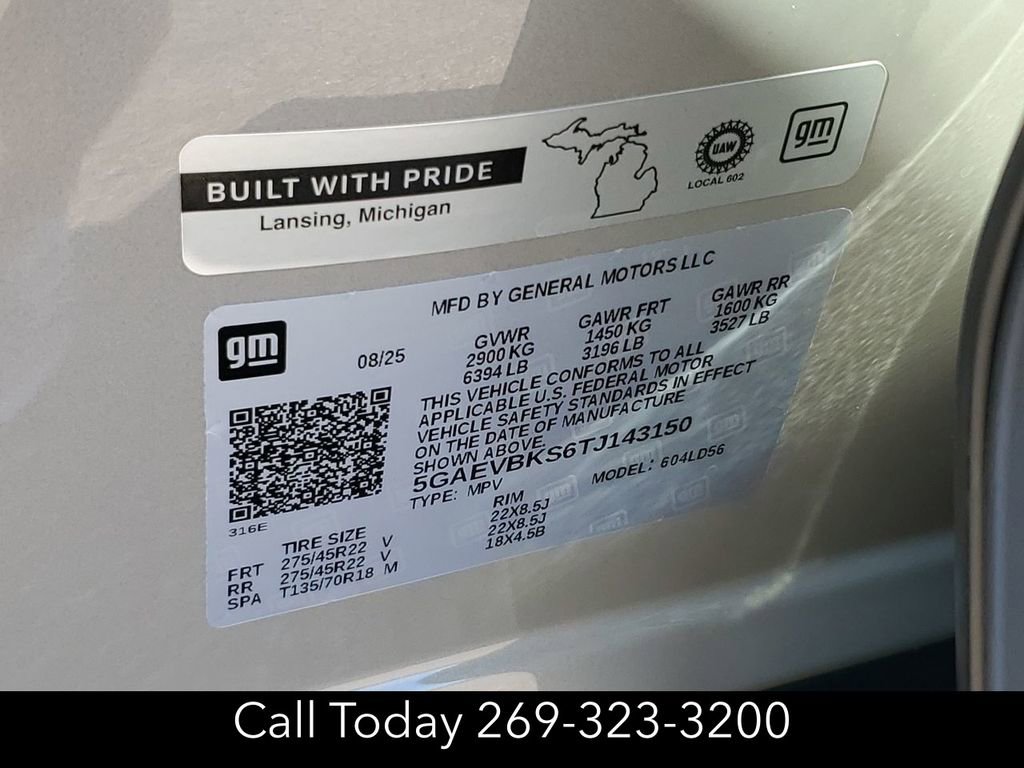 BUILT WITH PRIDE
Lansing, Michigan
UAW
LOCAL 602
gm
MFD BY GENERAL MOTORS LLC
gm
08/25
GVWR GAWR FRT GAWR RR
2900 KG 1450 KG 1600 KG
6394 LB 3196 LB 3527 LB
THIS VEHICLE CONFORMS TO ALL
APPLICABLE U.S. FEDERAL MOTOR
VEHICLE SAFETY STANDARDS IN EFFECT
ON THE DATE OF MANUFACTURE
SHOWN ABOVE.
5GAEVBKS6TJ143150
TYPE: MPV MODEL: 604LD56
316E
TIRE SIZE RIM
FRT 275/45R22 V 22X8.5J
RR 275/45R22 V 22X8.5J
SPA T135/70R18 M 18X4.5B
Call Today 269-323-3200